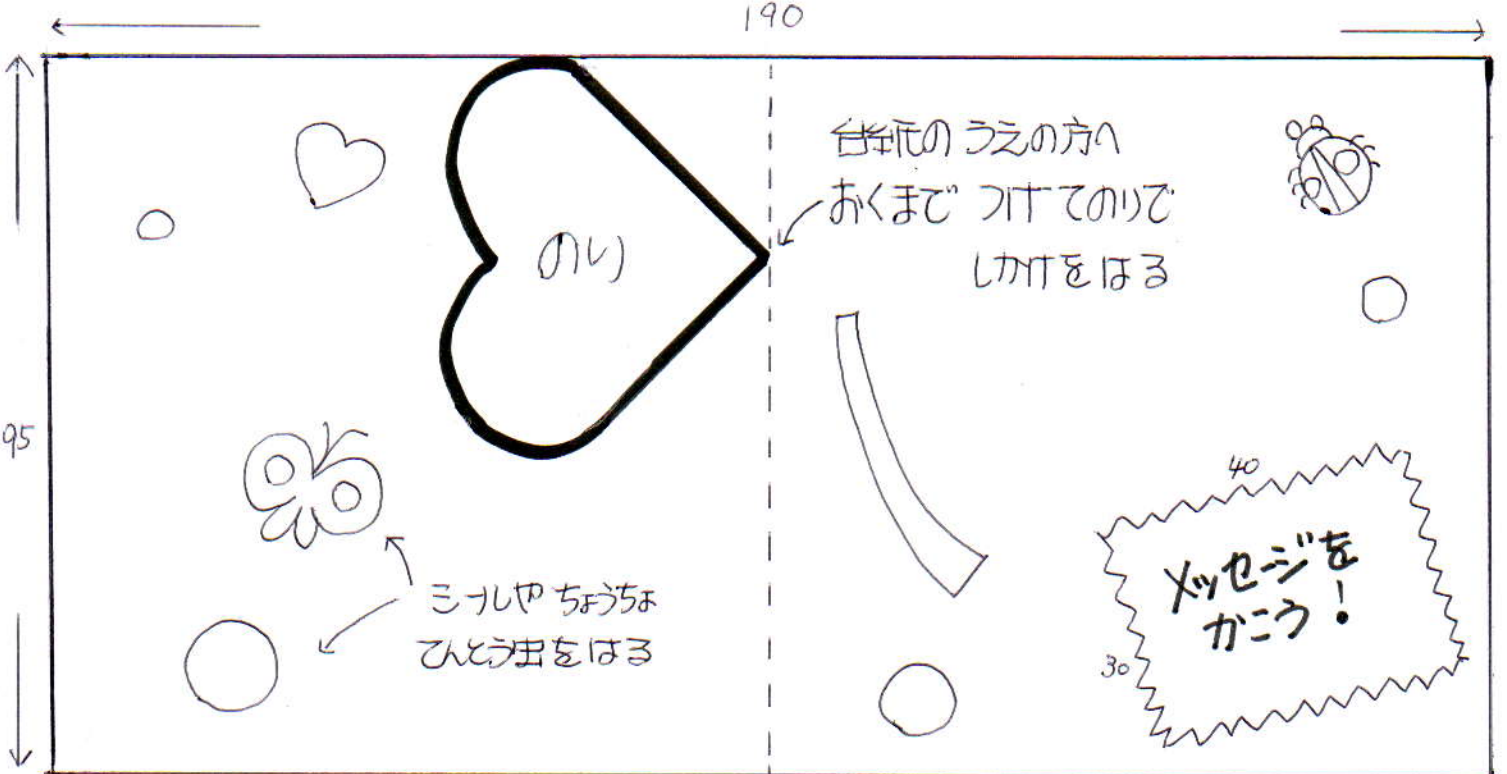 190
95
のり
台紙の うえの方へ
おくまで つけてのりで
しかけをはる
シールや ちょうちょ
てんとう虫をはる
40
30
メッセージを
かこう!